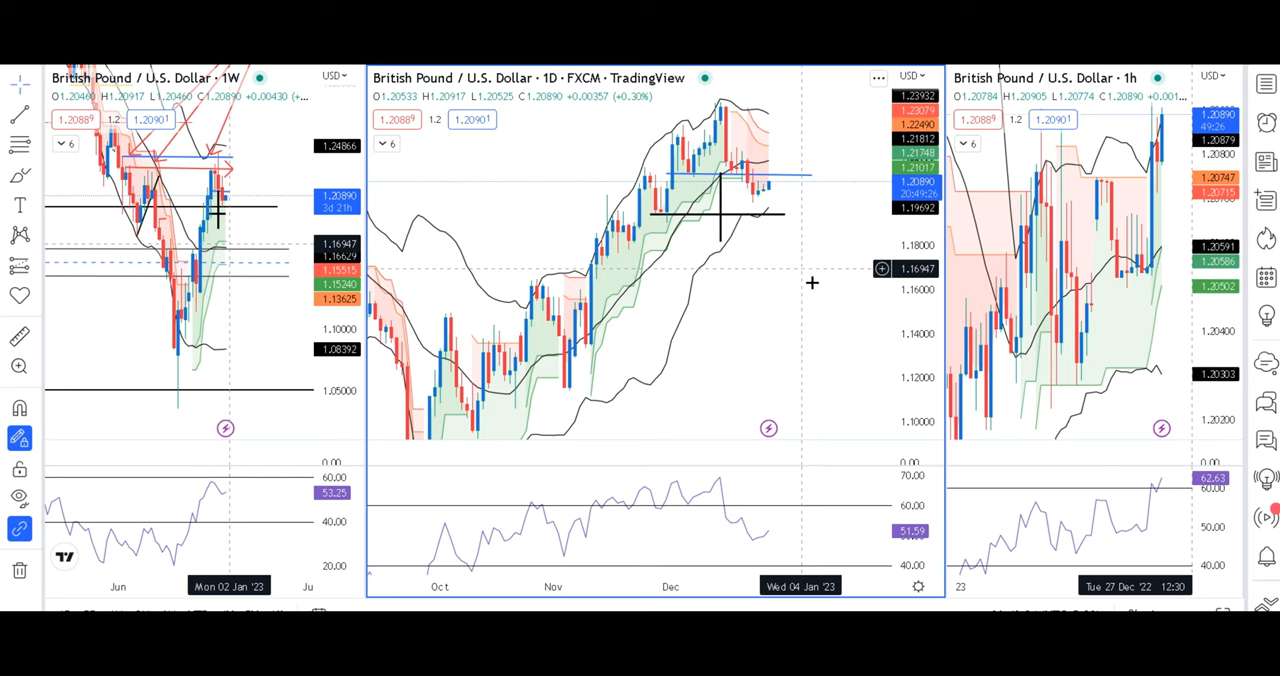 British Pound / U.S. Dollar · 1W
USD
O1.20460 H1.20917 L1.20460 C1.20890 +0.00430 (+...
1.20889 1.2 1.20901
6
1.24866
1.20890
3d 21h
1.16947
1.16629
1.15515
1.15240
1.13625
1.10000
1.08392
1.05000
0.00
60.00
53.25
40.00
20.00
Jun
Mon 02 Jan '23
Ju
British Pound / U.S. Dollar · 1D · FXCM · TradingView
USD
O1.20533 H1.20917 L1.20525 C1.20890 +0.00357 (+0.30%)
1.20889 1.2 1.20901
6
1.23932
1.23079
1.22490
1.21812
1.21748
1.21017
1.20890
20:49:26
1.19692
1.18000
1.16947
1.16000
1.14000
1.12000
1.10000
0.00
70.00
60.00
51.59
40.00
Oct
Nov
Dec
Wed 04 Jan '23
British Pound / U.S. Dollar · 1h
USD
O1.20784 H1.20905 L1.20774 C1.20890 +0.001...
1.20889 1.2 1.20901
6
1.20890
49:26
1.20879
1.20800
1.20747
1.20715
1.20591
1.20586
1.20502
1.20400
1.20303
1.20200
0.00
62.63
60.00
50.00
40.00
23
Tue 27 Dec '22 12:30